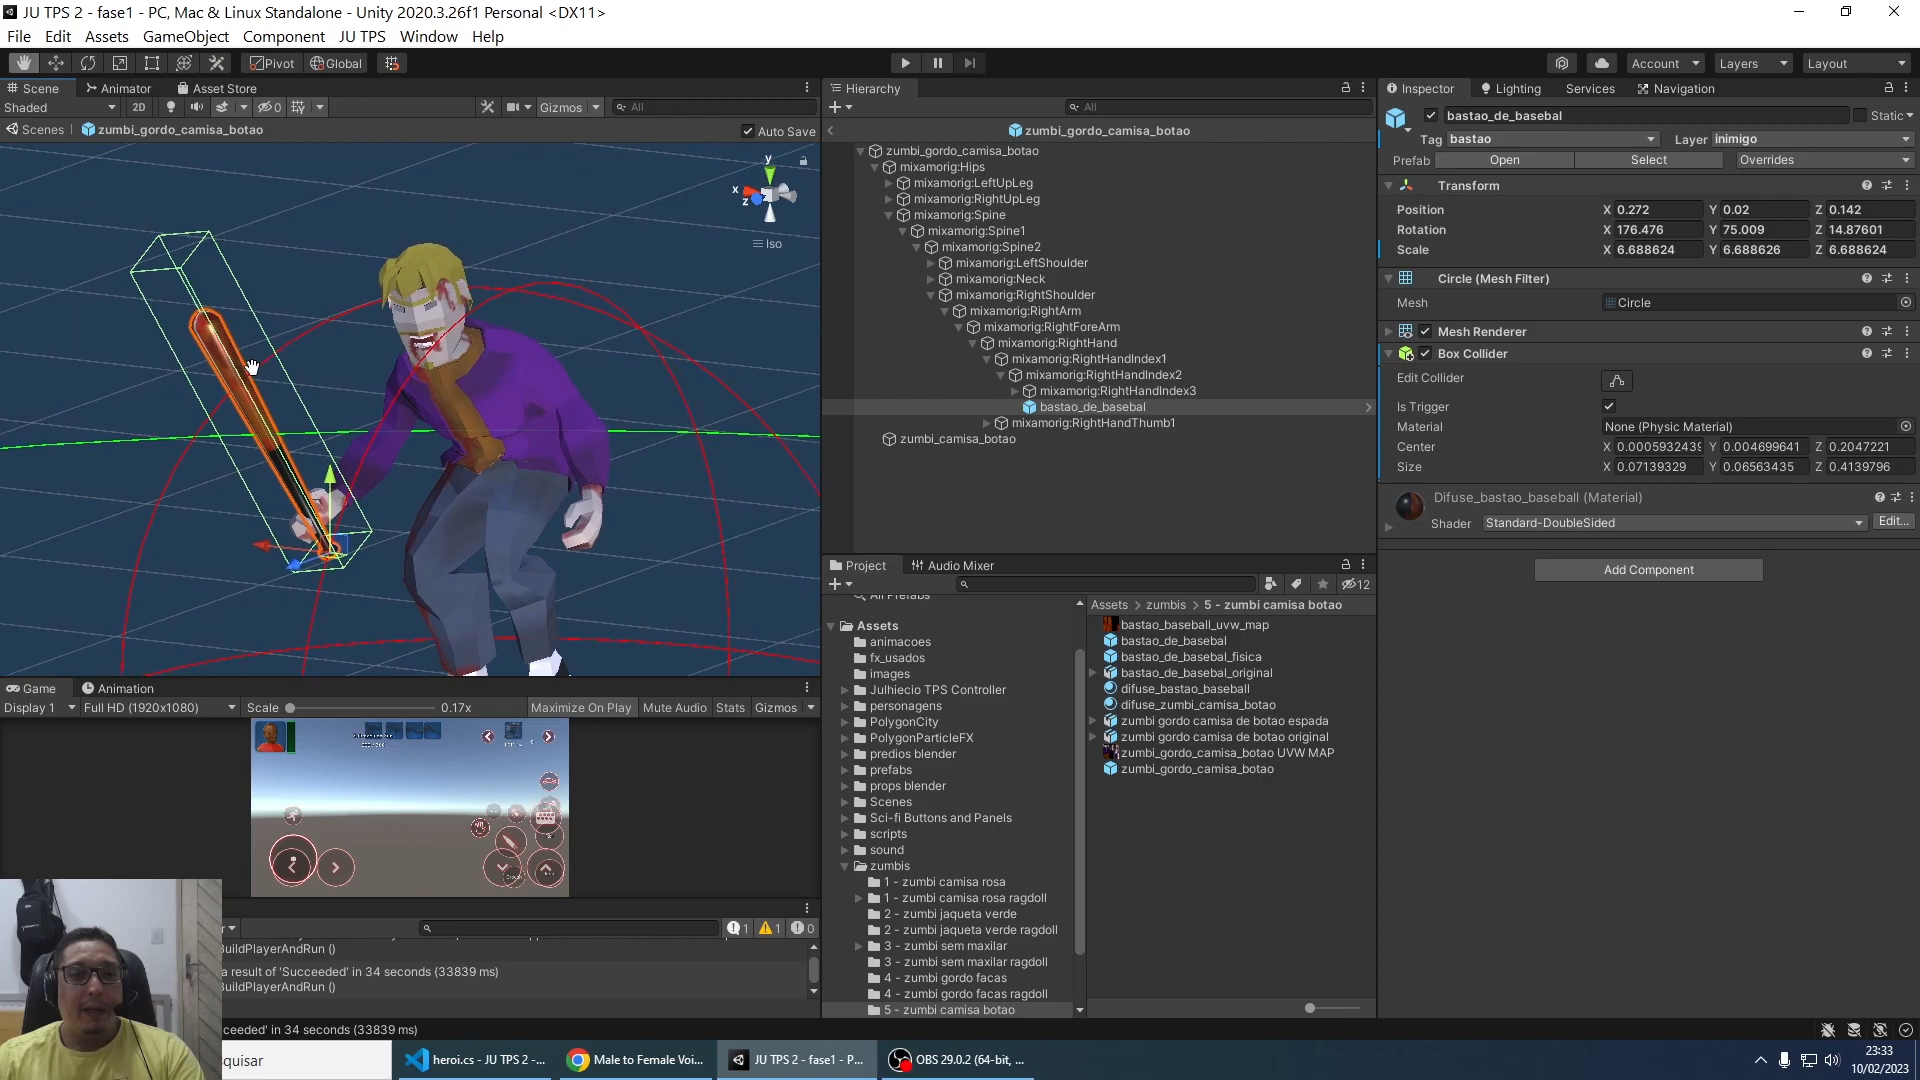 JU TPS 2 - fase1 - PC, Mac & Linux Standalone - Unity 2020.3.26f1 Personal <DX11>
File Edit Assets GameObject Component JU TPS Window Help
Pivot Global Account Layers Layout
Scene Animator Asset Store
Shaded 2D 0 Gizmos All
Scenes zumbi_gordo_camisa_botao Auto Save
y
x
z
Iso
Hierarchy
All
zumbi_gordo_camisa_botao
zumbi_gordo_camisa_botao
mixamorig:Hips
mixamorig:LeftUpLeg
mixamorig:RightUpLeg
mixamorig:Spine
mixamorig:Spine1
mixamorig:Spine2
mixamorig:LeftShoulder
mixamorig:Neck
mixamorig:RightShoulder
mixamorig:RightArm
mixamorig:RightForeArm
mixamorig:RightHand
mixamorig:RightHandIndex1
mixamorig:RightHandIndex2
mixamorig:RightHandIndex3
bastao_de_basebal
mixamorig:RightHandThumb1
zumbi_camisa_botao
Inspector Lighting Services Navigation
bastao_de_basebal Static
Tag bastao Layer inimigo
Prefab Open Select Overrides
Transform
Position X 0.272 Y 0.02 Z 0.142
Rotation X 176.476 Y 75.009 Z 14.87601
Scale X 6.688624 Y 6.688626 Z 6.688624
Circle (Mesh Filter)
Mesh Circle
Mesh Renderer
Box Collider
Edit Collider
Is Trigger
Material None (Physic Material)
Center X 0.0005932439 Y 0.004699641 Z 0.2047221
Size X 0.07139329 Y 0.06563435 Z 0.4139796
Difuse_bastao_baseball (Material)
Shader Standard-DoubleSided Edit...
Add Component
Game Animation
Display 1 Full HD (1920x1080) Scale 0.17x Maximize On Play Mute Audio Stats Gizmos
1 1 0
BuildPlayerAndRun ()
a result of 'Succeeded' in 34 seconds (33839 ms)
BuildPlayerAndRun ()
ceeded' in 34 seconds (33839 ms)
Project Audio Mixer
12
All Prefabs
Assets
animacoes
fx_usados
images
Julhiecio TPS Controller
personagens
PolygonCity
PolygonParticleFX
predios blender
prefabs
props blender
Scenes
Sci-fi Buttons and Panels
scripts
sound
zumbis
1 - zumbi camisa rosa
1 - zumbi camisa rosa ragdoll
2 - zumbi jaqueta verde
2 - zumbi jaqueta verde ragdoll
3 - zumbi sem maxilar
3 - zumbi sem maxilar ragdoll
4 - zumbi gordo facas
4 - zumbi gordo facas ragdoll
5 - zumbi camisa botao
Assets > zumbis > 5 - zumbi camisa botao
bastao_baseball_uvw_map
bastao_de_basebal
bastao_de_basebal_fisica
bastao_de_basebal_original
difuse_bastao_baseball
difuse_zumbi_camisa_botao
zumbi gordo camisa de botao espada
zumbi gordo camisa de botao original
zumbi_gordo_camisa_botao UVW MAP
zumbi_gordo_camisa_botao
quisar
heroi.cs - JU TPS 2 -...
Male to Female Voi...
JU TPS 2 - fase1 - P...
OBS 29.0.2 (64-bit, ...
23:33
10/02/2023